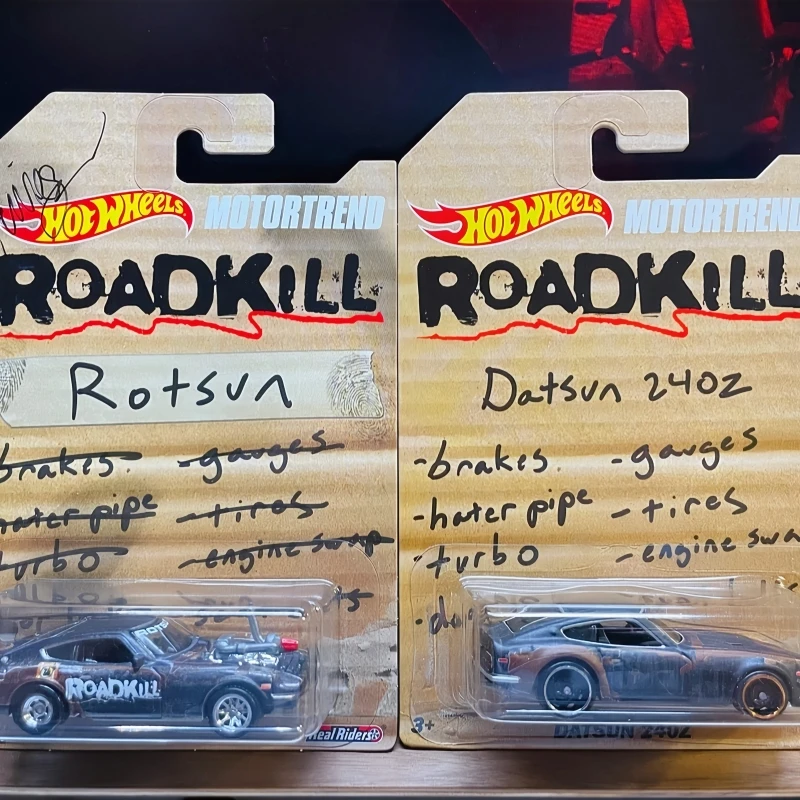 HOT WHEELS MOTORTREND
ROADKILL
Rotsun
brakes. -gauges
hater pipe -tires
turbo -engine swap
ROADKILL
Real Riders
HOT WHEELS MOTORTREND
ROADKILL
Datsun 240Z
-brakes. -gauges
-hater pipe -tires
-turbo -engine swa
3+
DATSUN 240Z